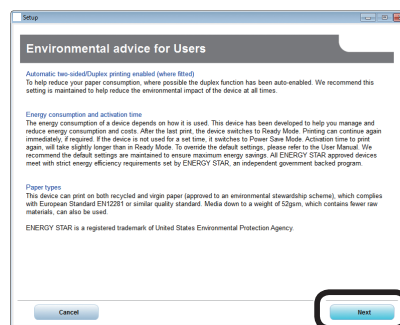 Setup
Environmental advice for Users
Automatic two-sided/Duplex printing enabled (where fitted)
To help reduce your paper consumption, where possible the duplex function has been auto-enabled. We recommend this
setting is maintained to help reduce the environmental impact of the device at all times.
Energy consumption and activation time
The energy consumption of a device depends on how it is used. This device has been developed to help you manage and
reduce energy consumption and costs. After the last print, the device switches to Ready Mode. Printing can continue again
immediately, if required. If the device is not used for a set time, it switches to Power Save Mode. Activation time to print
again, will take slightly longer than in Ready Mode. To override the default settings, please refer to the User Manual. We
recommend the default settings are maintained to ensure maximum energy savings. All ENERGY STAR approved devices
meet with strict energy efficiency requirements set by ENERGY STAR, an independent government backed program.
Paper types
This device can print on both recycled and virgin paper (approved to an environmental stewardship scheme), which complies
with European Standard EN12281 or similar quality standard. Media down to a weight of 52gsm, which contains fewer raw
materials, can also be used.
ENERGY STAR is a registered trademark of United States Environmental Protection Agency.
Cancel
Next